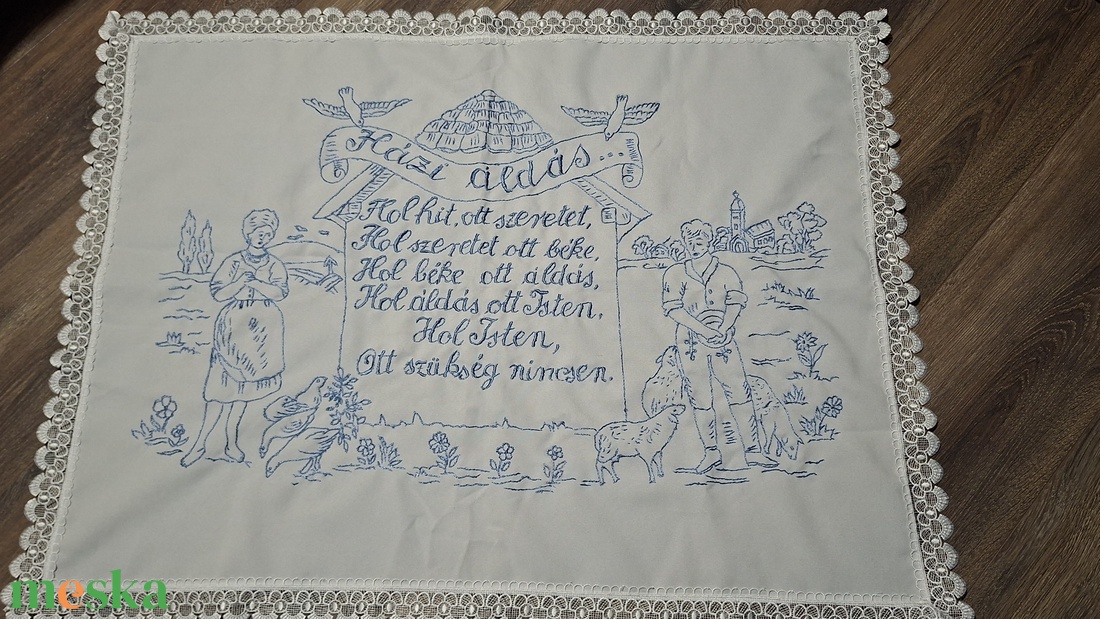 Házi áldás...
Hol hit, ott szeretet,
Hol szeretet ott béke,
Hol béke ott áldás,
Hol áldás ott Isten,
Hol Isten,
Ott szükség nincsen.
meska